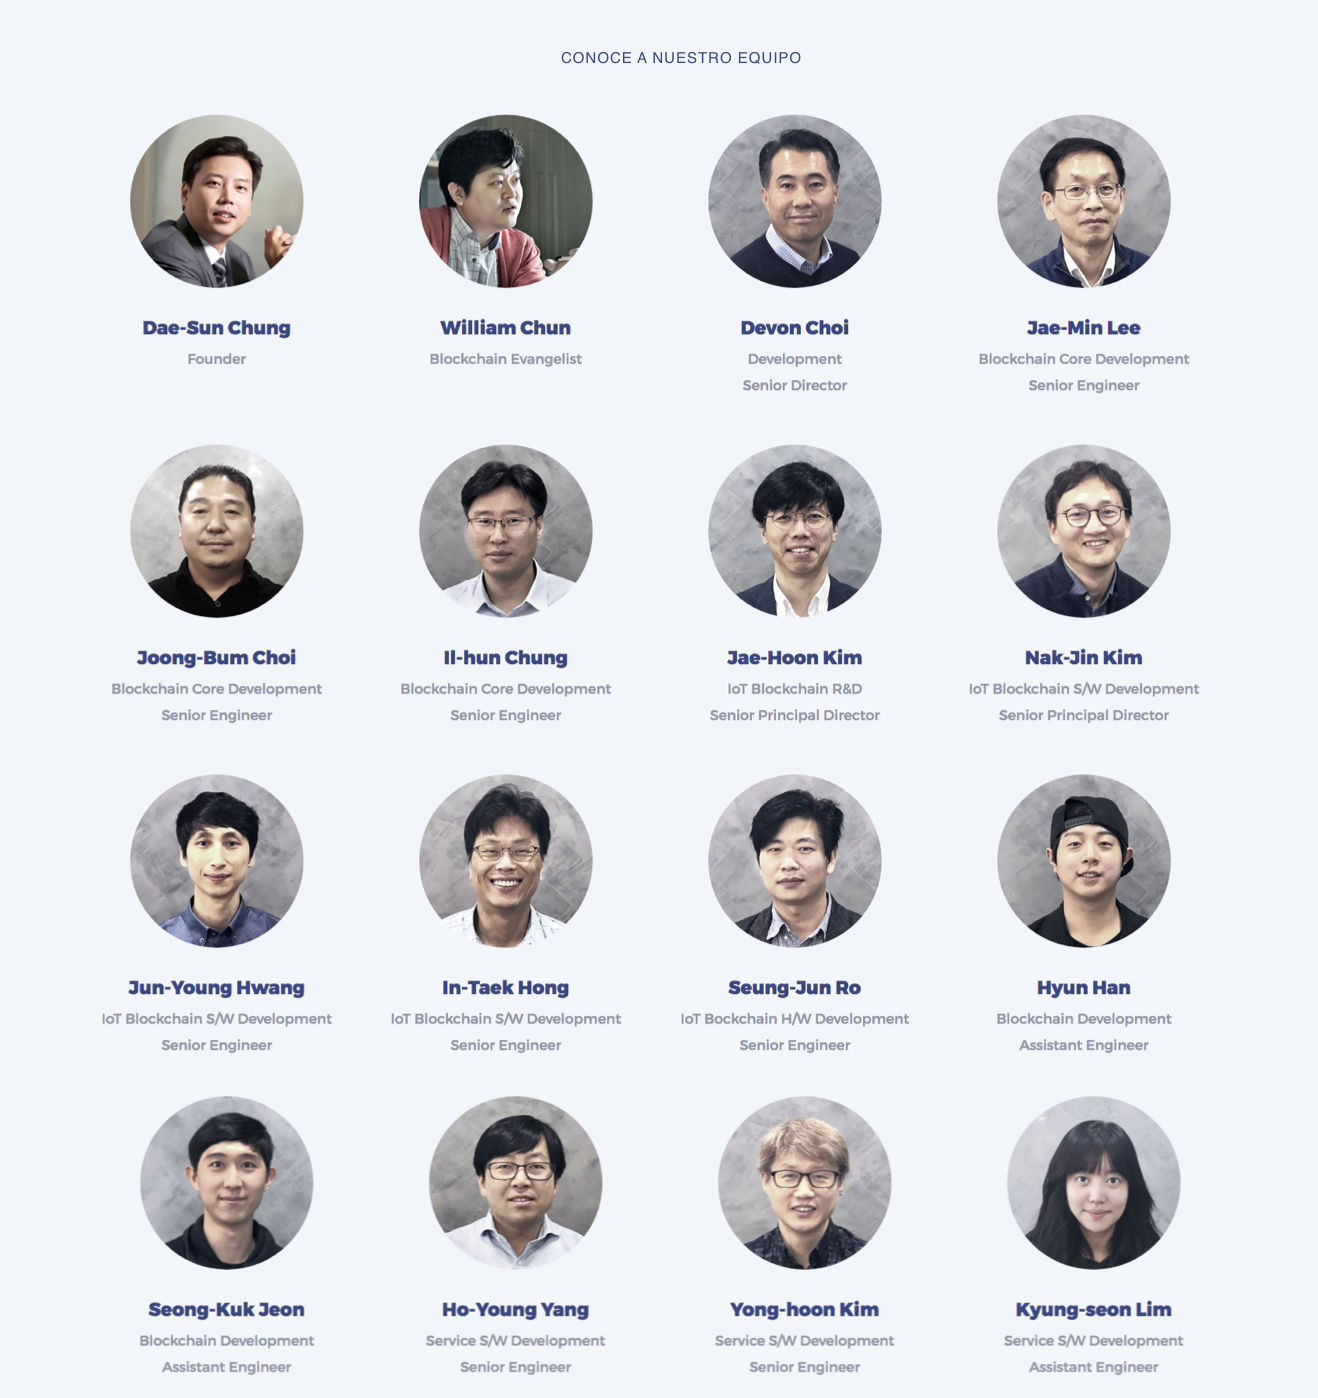 CONOCE A NUESTRO EQUIPO
Dae-Sun Chung
Founder
William Chun
Blockchain Evangelist
Devon Choi
Development
Senior Director
Jae-Min Lee
Blockchain Core Development
Senior Engineer
Joong-Bum Choi
Blockchain Core Development
Senior Engineer
Il-hun Chung
Blockchain Core Development
Senior Engineer
Jae-Hoon Kim
IoT Blockchain R&D
Senior Principal Director
Nak-Jin Kim
IoT Blockchain S/W Development
Senior Principal Director
Jun-Young Hwang
IoT Blockchain S/W Development
Senior Engineer
In-Taek Hong
IoT Blockchain S/W Development
Senior Engineer
Seung-Jun Ro
IoT Bockchain H/W Development
Senior Engineer
Hyun Han
Blockchain Development
Assistant Engineer
Seong-Kuk Jeon
Blockchain Development
Assistant Engineer
Ho-Young Yang
Service S/W Development
Senior Engineer
Yong-hoon Kim
Service S/W Development
Senior Engineer
Kyung-seon Lim
Service S/W Development
Assistant Engineer